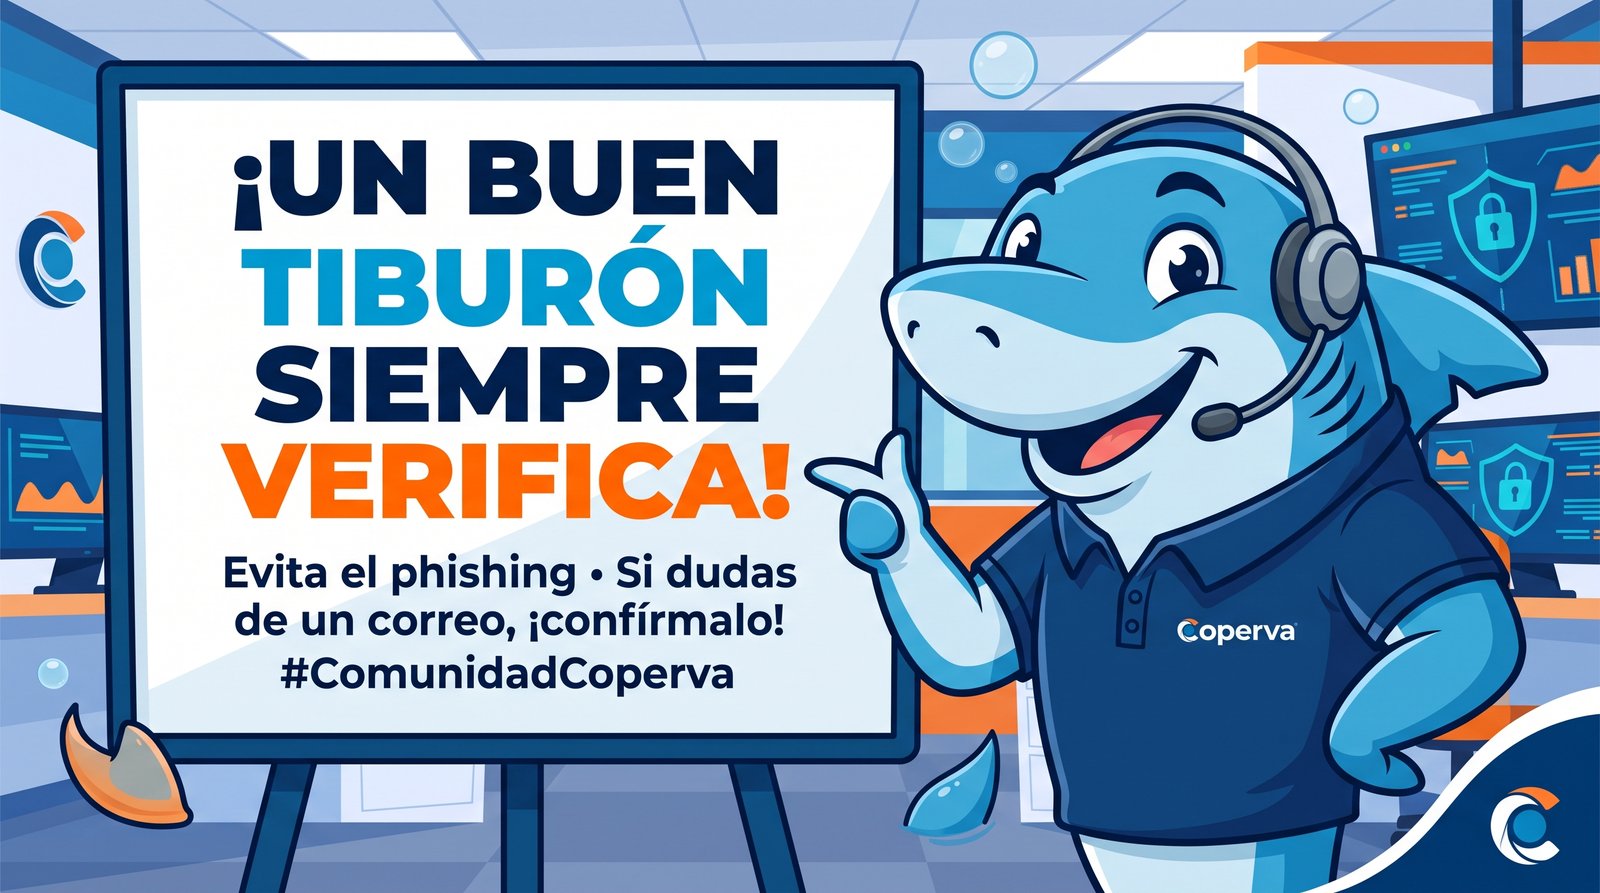 ¡UN BUEN
TIBURÓN
SIEMPRE
VERIFICA!
Evita el phishing • Si dudas
de un correo, ¡confírmalo!
#ComunidadCoperva
Coperva